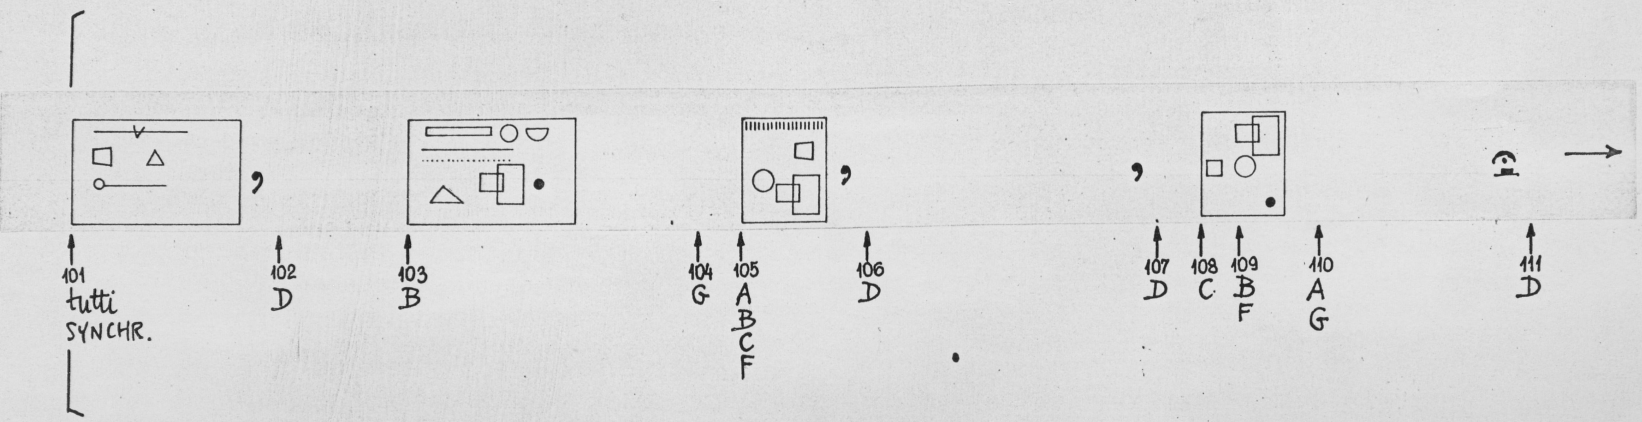 101 102 103 104 105 106 107 108 109 110 111
tutti D B G A D D C B A D
SYNCHR. B F G
C
F